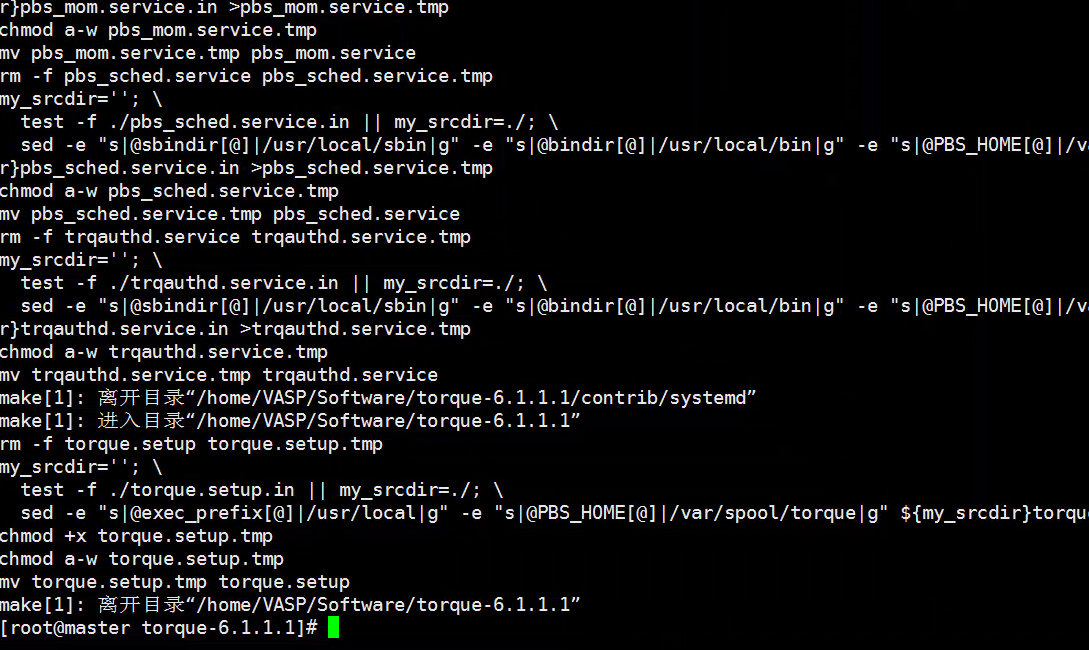 r}pbs_mom.service.in >pbs_mom.service.tmp
chmod a-w pbs_mom.service.tmp
mv pbs_mom.service.tmp pbs_mom.service
rm -f pbs_sched.service pbs_sched.service.tmp
my_srcdir=''; \
  test -f ./pbs_sched.service.in || my_srcdir=./; \
  sed -e "s|@sbindir[@]|/usr/local/sbin|g" -e "s|@bindir[@]|/usr/local/bin|g" -e "s|@PBS_HOME[@]|/va
r}pbs_sched.service.in >pbs_sched.service.tmp
chmod a-w pbs_sched.service.tmp
mv pbs_sched.service.tmp pbs_sched.service
rm -f trqauthd.service trqauthd.service.tmp
my_srcdir=''; \
  test -f ./trqauthd.service.in || my_srcdir=./; \
  sed -e "s|@sbindir[@]|/usr/local/sbin|g" -e "s|@bindir[@]|/usr/local/bin|g" -e "s|@PBS_HOME[@]|/va
r}trqauthd.service.in >trqauthd.service.tmp
chmod a-w trqauthd.service.tmp
mv trqauthd.service.tmp trqauthd.service
make[1]: 离开目录“/home/VASP/Software/torque-6.1.1.1/contrib/systemd”
make[1]: 进入目录“/home/VASP/Software/torque-6.1.1.1”
rm -f torque.setup torque.setup.tmp
my_srcdir=''; \
  test -f ./torque.setup.in || my_srcdir=./; \
  sed -e "s|@exec_prefix[@]|/usr/local|g" -e "s|@PBS_HOME[@]|/var/spool/torque|g" ${my_srcdir}torque
chmod +x torque.setup.tmp
chmod a-w torque.setup.tmp
mv torque.setup.tmp torque.setup
make[1]: 离开目录“/home/VASP/Software/torque-6.1.1.1”
[root@master torque-6.1.1.1]#